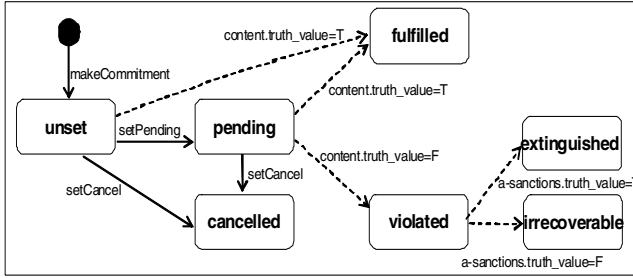 content.truth_value=T
fulfilled
makeCommitment
content.truth_value=T
unset
setPending
pending
extinguished
content.truth_value=F
setCancel
setCancel
a-sanctions.truth_value=T
cancelled
violated
irrecoverable
a-sanctions.truth_value=F